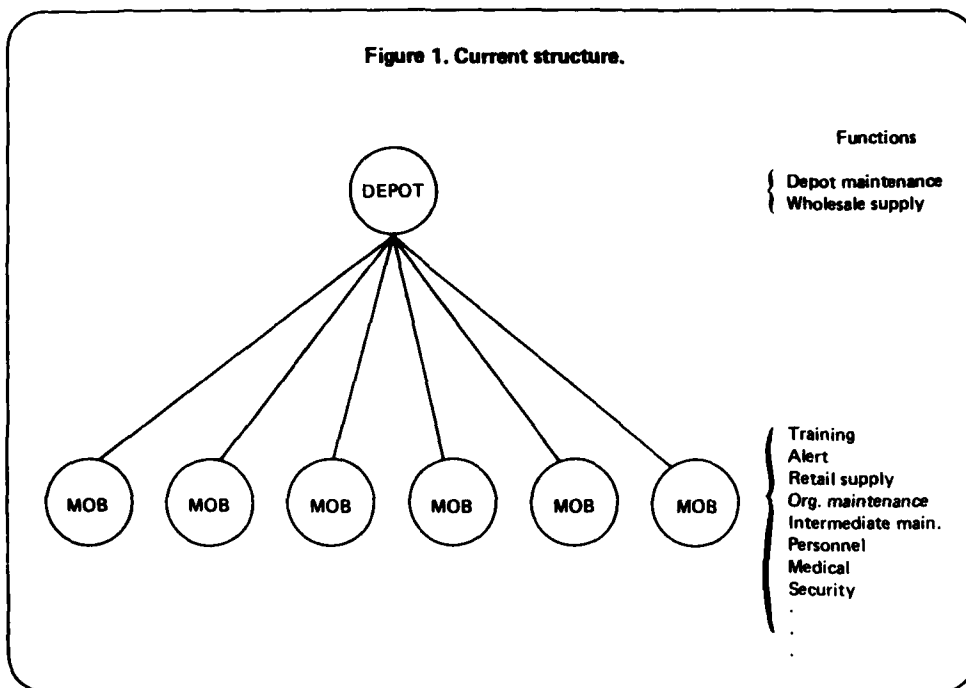 Figure 1. Current structure.
Functions
DEPOT
Depot maintenance
Wholesale supply
MOB MOB MOB MOB MOB MOB
Training
Alert
Retail supply
Org. maintenance
Intermediate main.
Personnel
Medical
Security
.
.
.